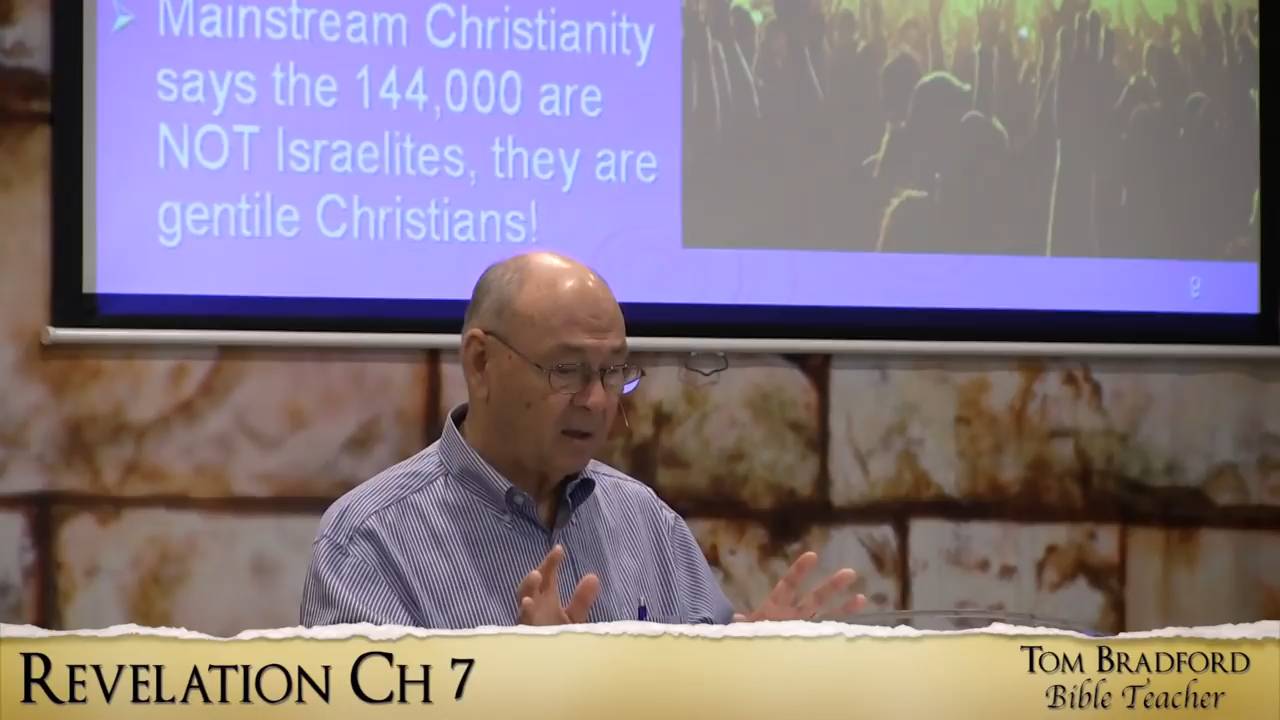 Mainstream Christianity
says the 144,000 are
NOT Israelites, they are
gentile Christians!
REVELATION CH 7
TOM BRADFORD
Bible Teacher